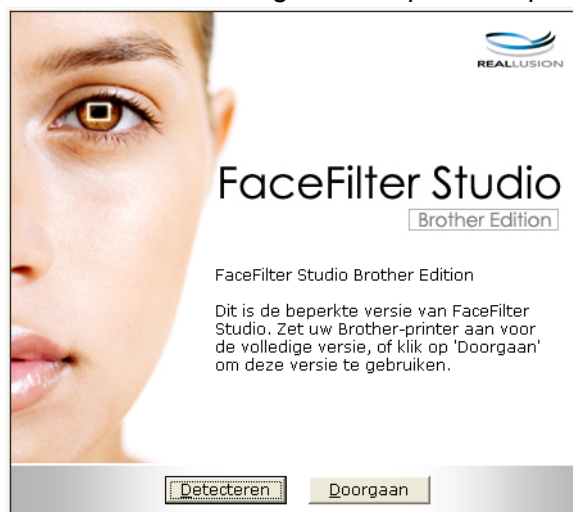 REALLUSION
FaceFilter Studio
Brother Edition
FaceFilter Studio Brother Edition
Dit is de beperkte versie van FaceFilter
Studio. Zet uw Brother-printer aan voor
de volledige versie, of klik op 'Doorgaan'
om deze versie te gebruiken.
Detecteren Doorgaan